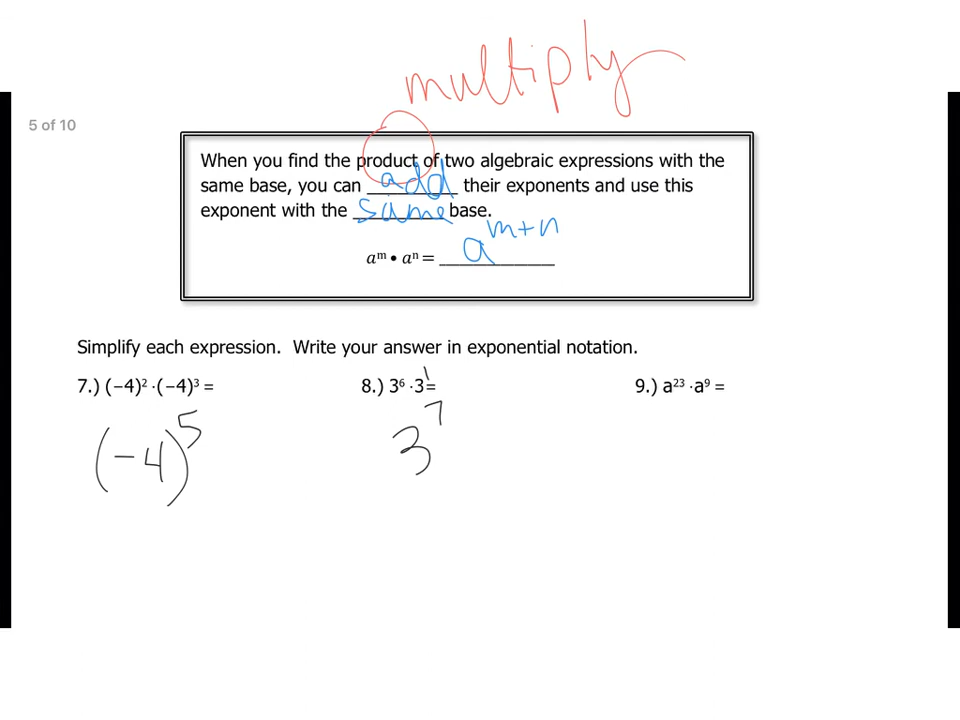 multiply
5 of 10
When you find the product of two algebraic expressions with the
same base, you can add their exponents and use this
exponent with the same base.
aᵐ • aⁿ = a^m+n
Simplify each expression. Write your answer in exponential notation.
7.) (−4)² ·(−4)³ = 8.) 3⁶ ·3¹= 9.) a²³ ·a⁹ =
(−4)⁵ 3⁷